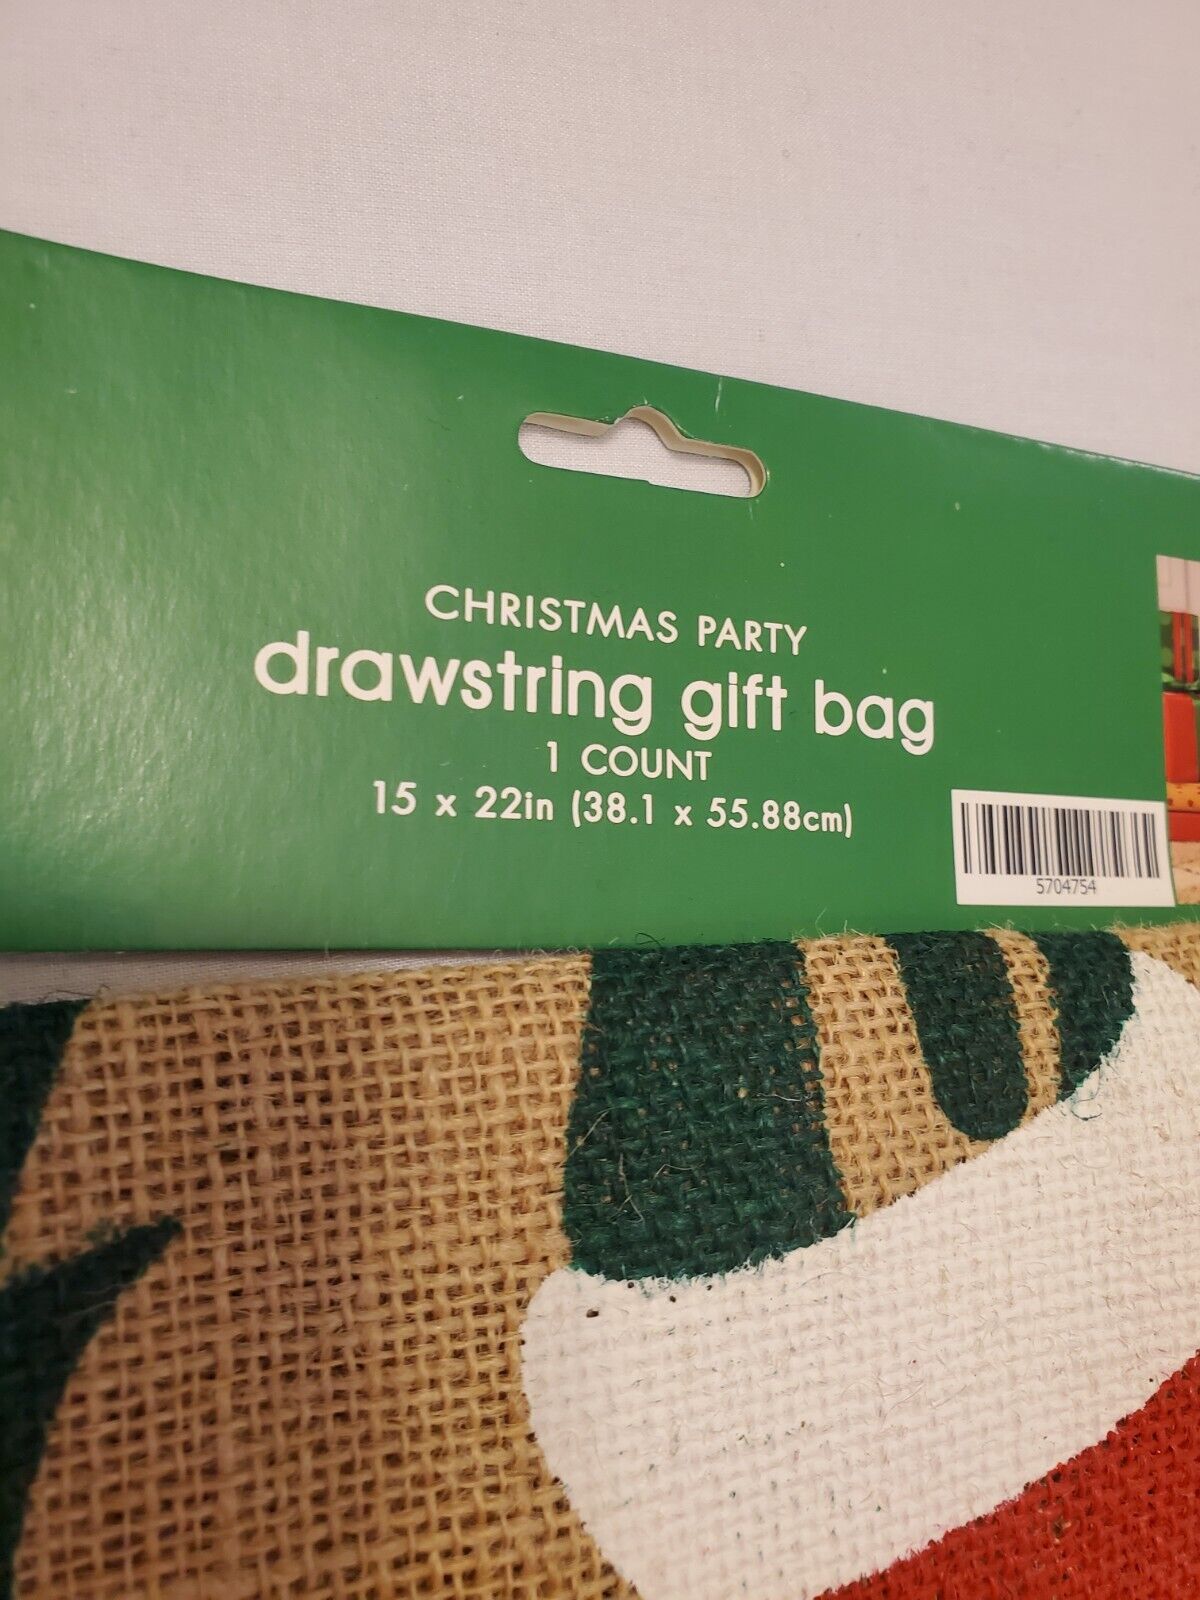 CHRISTMAS PARTY
drawstring gift bag
1 COUNT
15 x 22in (38.1 x 55.88cm)
5704754